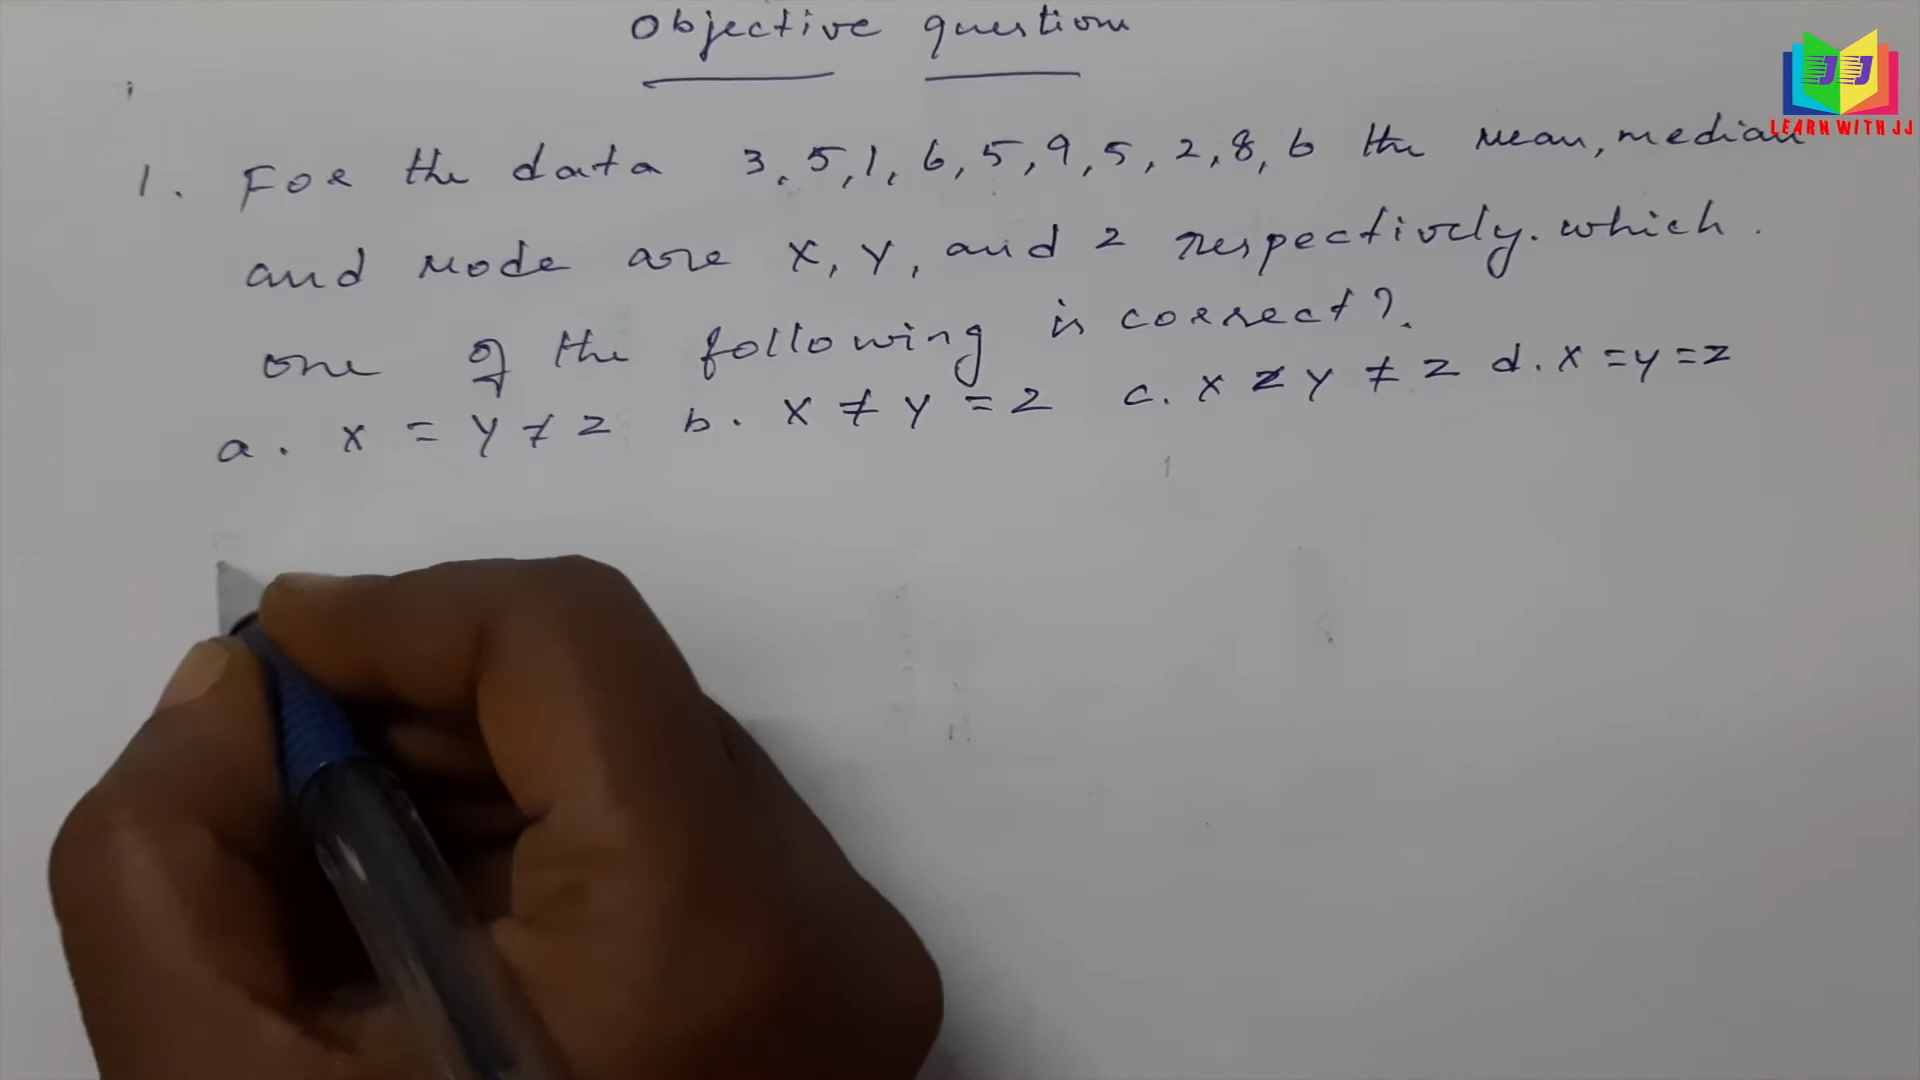 Objective question
1. For the data 3, 5, 1, 6, 5, 9, 5, 2, 8, 6 the mean, median
and mode are x, y, and z respectively. which
one of the following is correct?
a. x = y ≠ z b. x ≠ y = z c. x ≠ y ≠ z d. x = y = z
JJ
LEARN WITH JJ